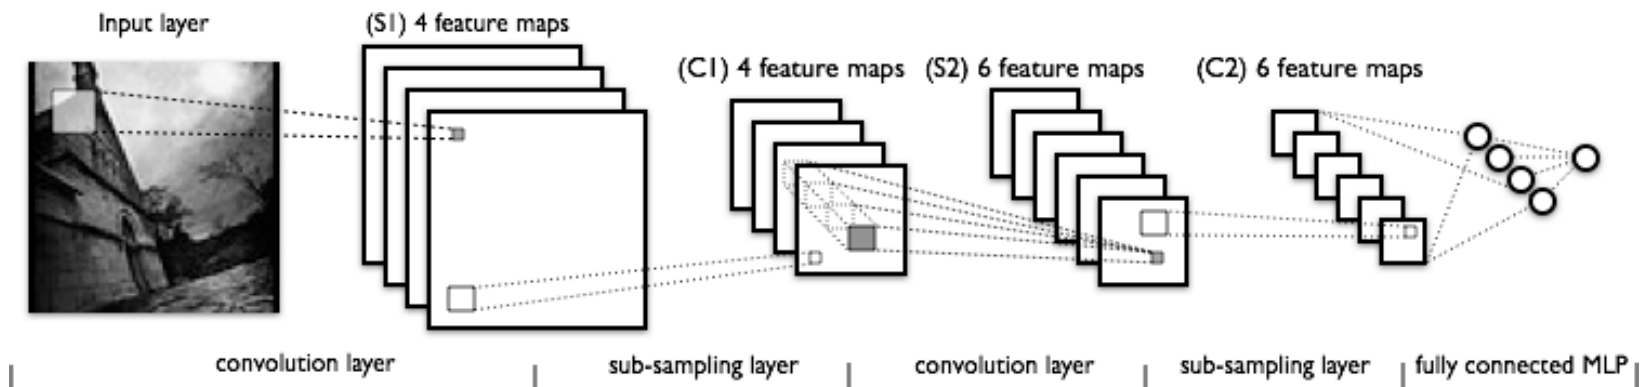 Input layer
(S1) 4 feature maps
(C1) 4 feature maps
(S2) 6 feature maps
(C2) 6 feature maps
convolution layer
sub-sampling layer
convolution layer
sub-sampling layer
fully connected MLP